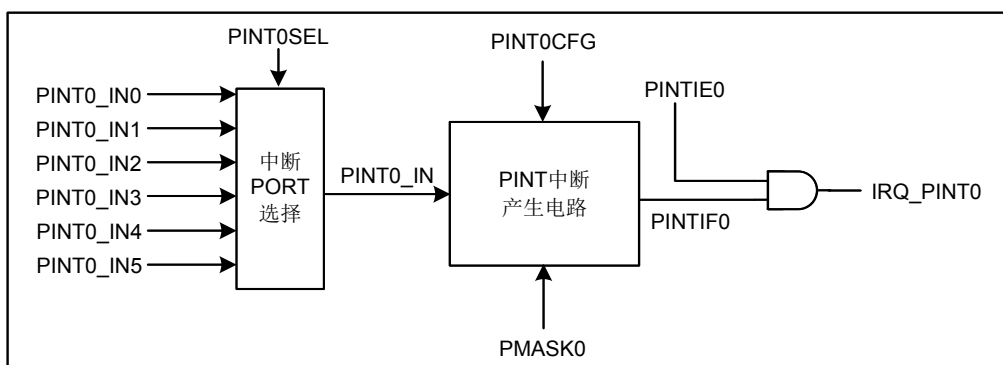 PINT0SEL
PINT0CFG
PINT0_IN0
PINT0_IN1
PINT0_IN2
PINT0_IN3
PINT0_IN4
PINT0_IN5
中断
PORT
选择
PINT0_IN
PINT中断
产生电路
PINTIE0
PINTIF0
IRQ_PINT0
PMASK0